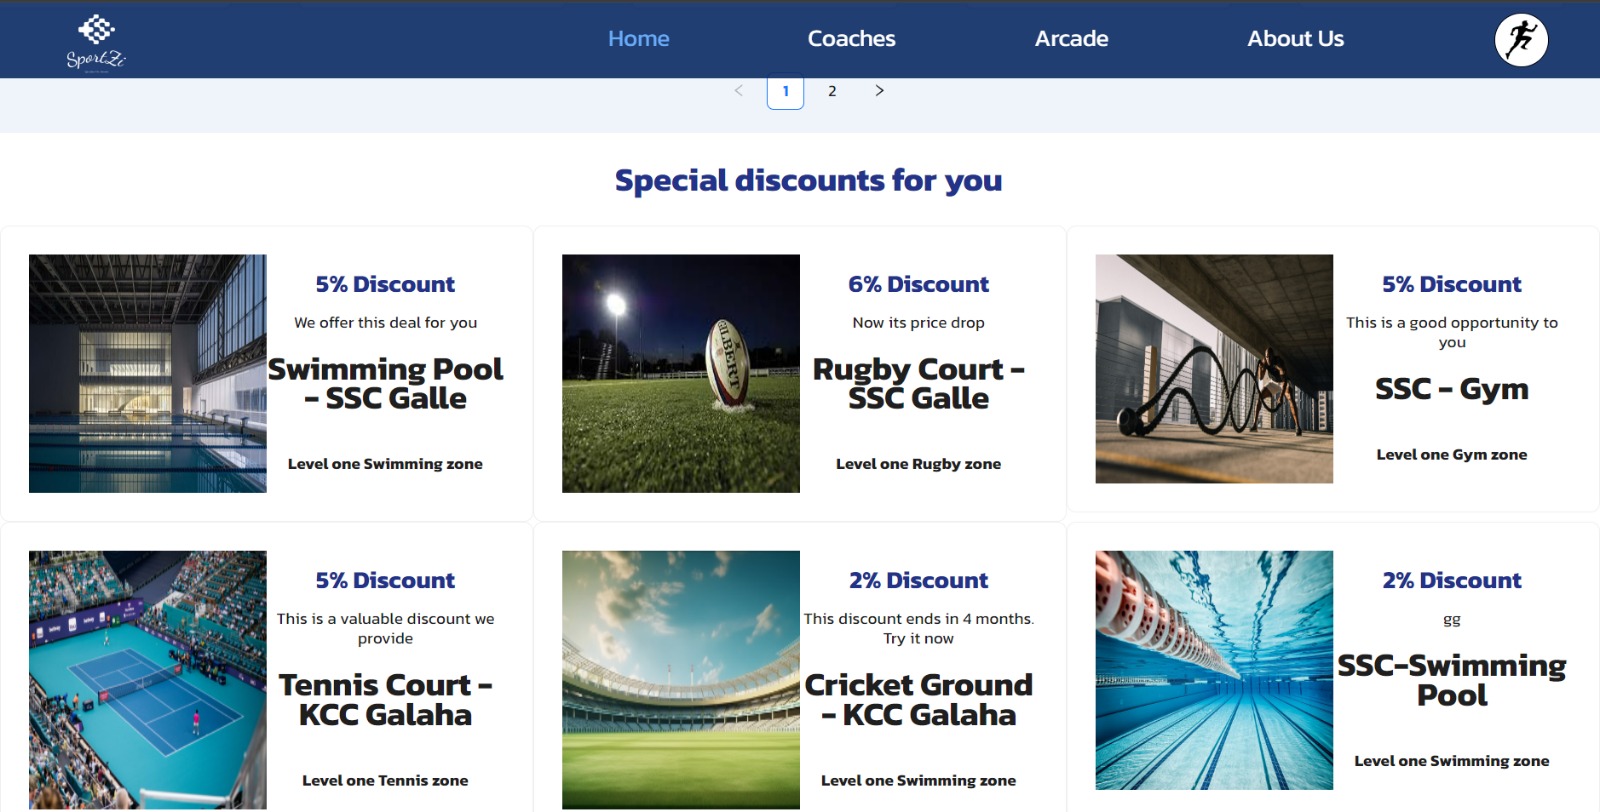 SportZi
Home
Coaches
Arcade
About Us
< 1 2 >
Special discounts for you
5% Discount
We offer this deal for you
Swimming Pool
- SSC Galle
Level one Swimming zone
GILBERT
6% Discount
Now its price drop
Rugby Court -
SSC Galle
Level one Rugby zone
5% Discount
This is a good opportunity to
you
SSC - Gym
Level one Gym zone
5% Discount
This is a valuable discount we
provide
Tennis Court -
KCC Galaha
Level one Tennis zone
2% Discount
This discount ends in 4 months.
Try it now
Cricket Ground
- KCC Galaha
Level one Swimming zone
2% Discount
gg
SSC-Swimming
Pool
Level one Swimming zone